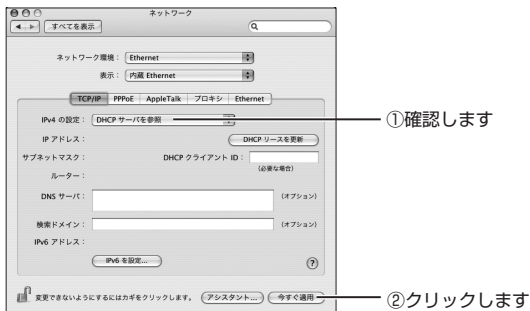 ネットワーク
すべてを表示
ネットワーク環境： Ethernet
表示： 内蔵 Ethernet
TCP/IP PPPoE AppleTalk プロキシ Ethernet
IPv4 の設定： DHCP サーバを参照
①確認します
IP アドレス： DHCP リースを更新
サブネットマスク： DHCP クライアント ID：
（必要な場合）
ルーター：
DNS サーバ： （オプション）
検索ドメイン： （オプション）
IPv6 アドレス：
IPv6 を設定... ?
変更できないようにするにはカギをクリックします。 アシスタント... 今すぐ適用
②クリックします